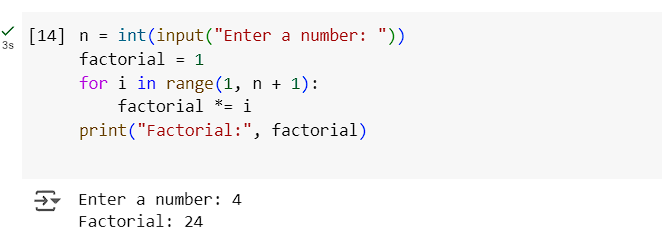 [14] n = int(input("Enter a number: "))
factorial = 1
for i in range(1, n + 1):
    factorial *= i
print("Factorial:", factorial)
3s
Enter a number: 4
Factorial: 24